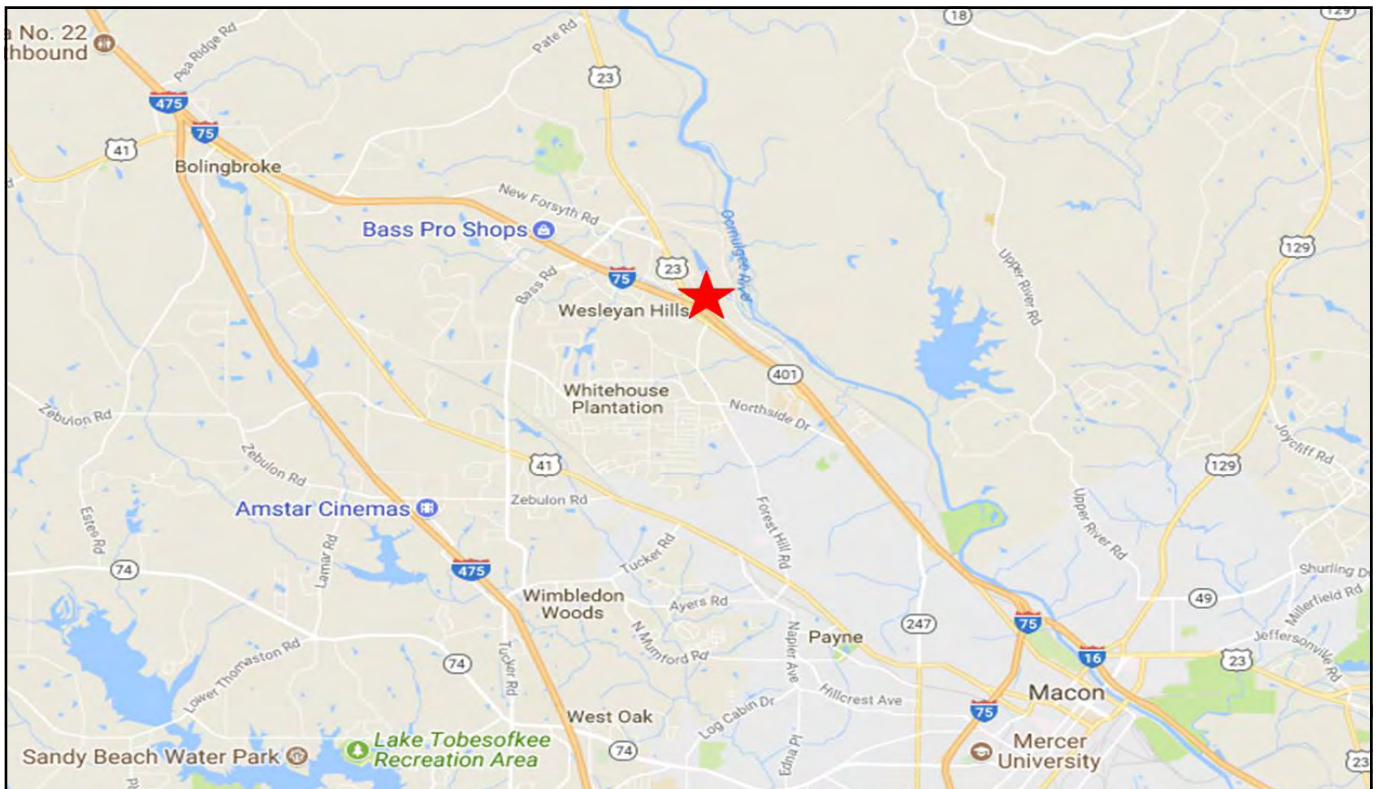 a No. 22
thbound
Pea Ridge Rd
Pate Rd
18
129
23
475
75
41
Bolingbroke
New Forsyth Rd
Bass Pro Shops
Ocmulgee River
Upper River Rd
129
23
75
Bass Rd
Wesleyan Hills
401
Whitehouse
Plantation
Northside Dr
Zebulon Rd
Zebulon Rd
41
Zebulon Rd
129
Joycliff Rd
Amstar Cinemas
Estes Rd
Lamar Rd
Forest Hill Rd
Upper River Rd
Tucker Rd
74
475
Shurling D
Wimbledon
Woods
Ayers Rd
49
Millerfield Rd
N Mumford Rd
Napier Ave
Payne
247
75
16
Jeffersonville Rd
23
Lower Thomaston Rd
74
Tucker Rd
Hillcrest Ave
Macon
75
West Oak
Log Cabin Dr
Edna Pl
74
Sandy Beach Water Park
Lake Tobesofkee
Recreation Area
Mercer
University
23